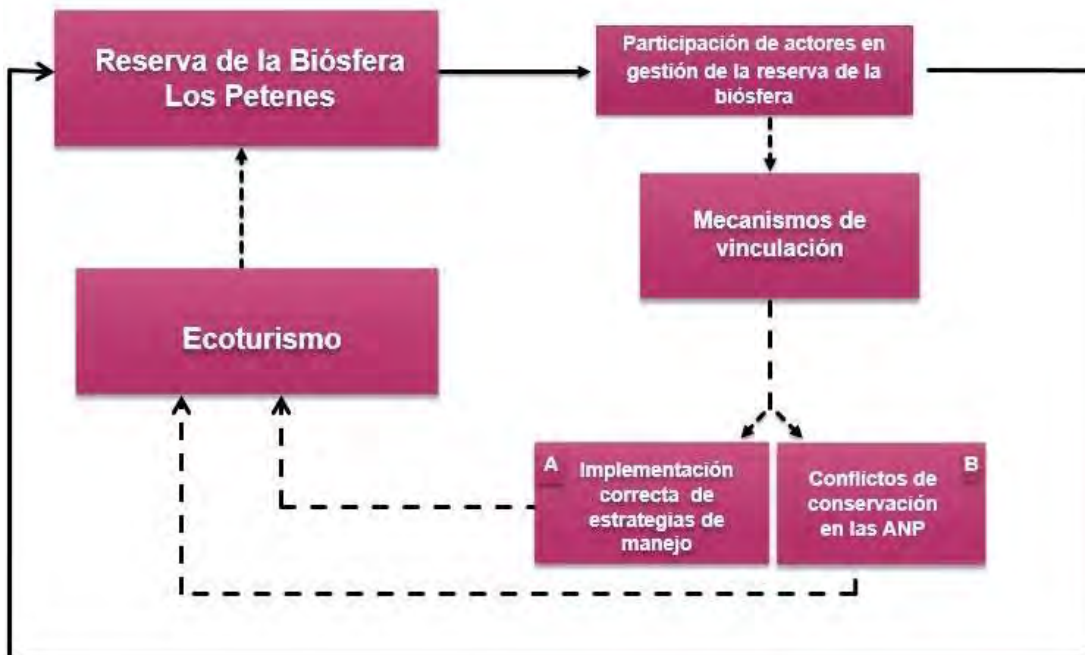 Reserva de la Biósfera
Los Petenes
Participación de actores en
gestión de la reserva de la
biósfera
Mecanismos de
vinculación
Ecoturismo
A
Implementación
correcta de
estrategias de
manejo
B
Conflictos de
conservación
en las ANP